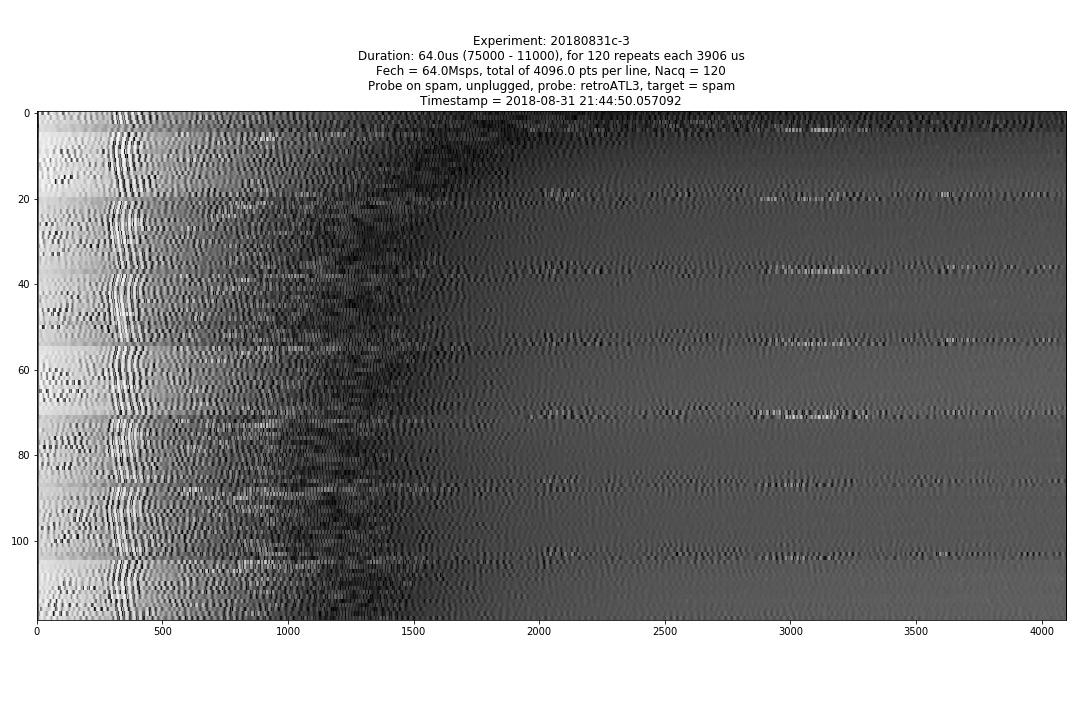 Experiment: 20180831c-3
Duration: 64.0us (75000 - 11000), for 120 repeats each 3906 us
Fech = 64.0Msps, total of 4096.0 pts per line, Nacq = 120
Probe on spam, unplugged, probe: retroATL3, target = spam
Timestamp = 2018-08-31 21:44:50.057092
0
20
40
60
80
100
0 500 1000 1500 2000 2500 3000 3500 4000